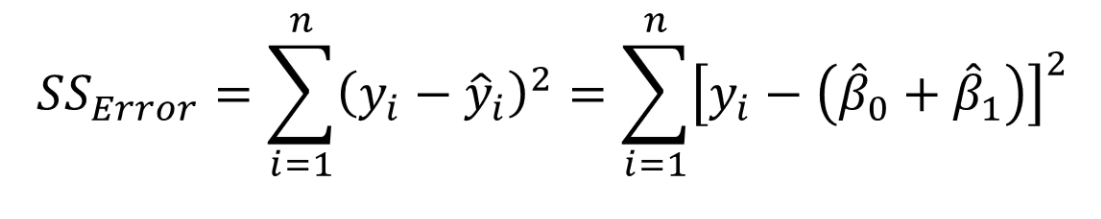 SS_{Error} = \sum_{i=1}^{n} (y_i - \hat{y}_i)^2 = \sum_{i=1}^{n} [y_i - (\hat{\beta}_0 + \hat{\beta}_1)]^2